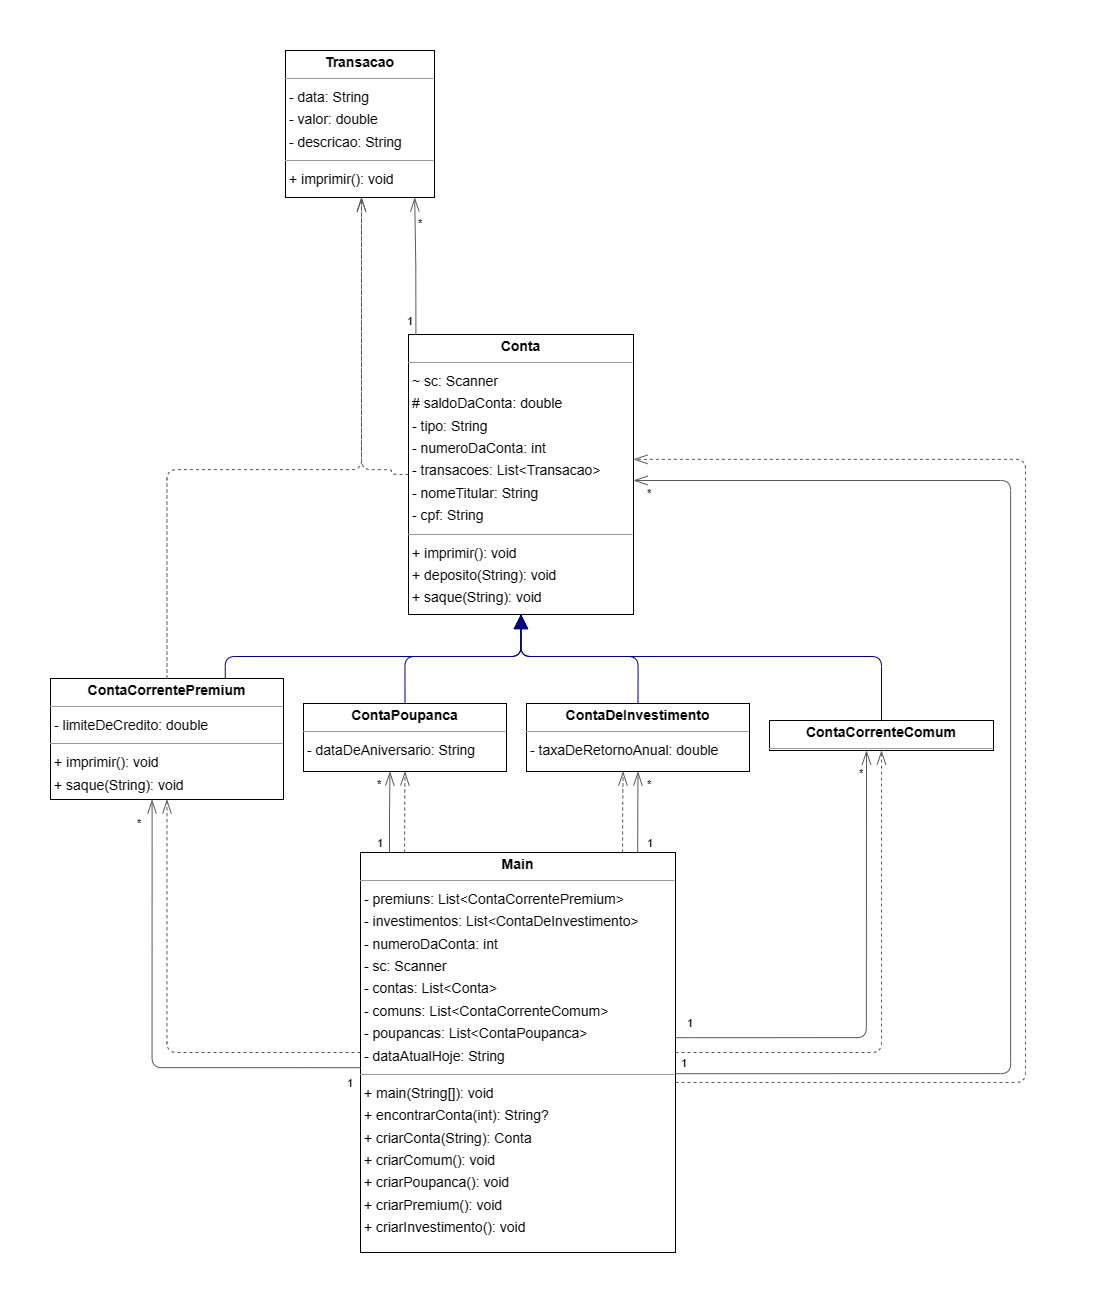 Transacao
- data: String
- valor: double
- descricao: String
+ imprimir(): void
*
1
Conta
~ sc: Scanner
# saldoDaConta: double
- tipo: String
- numeroDaConta: int
- transacoes: List<Transacao>
- nomeTitular: String
- cpf: String
+ imprimir(): void
+ deposito(String): void
+ saque(String): void
*
ContaCorrentePremium
- limiteDeCredito: double
+ imprimir(): void
+ saque(String): void
ContaPoupanca
- dataDeAniversario: String
ContaDeInvestimento
- taxaDeRetornoAnual: double
ContaCorrenteComum
*
*
*
*
1
1
Main
- premiuns: List<ContaCorrentePremium>
- investimentos: List<ContaDeInvestimento>
- numeroDaConta: int
- sc: Scanner
- contas: List<Conta>
- comuns: List<ContaCorrenteComum>
- poupancas: List<ContaPoupanca>
- dataAtualHoje: String
1
1
1
+ main(String[]): void
+ encontrarConta(int): String?
+ criarConta(String): Conta
+ criarComum(): void
+ criarPoupanca(): void
+ criarPremium(): void
+ criarInvestimento(): void